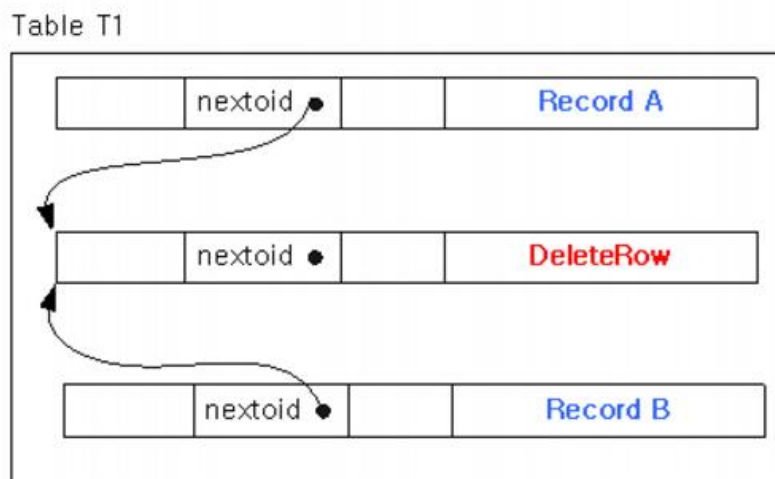 Table T1
nextoid Record A
nextoid DeleteRow
nextoid Record B